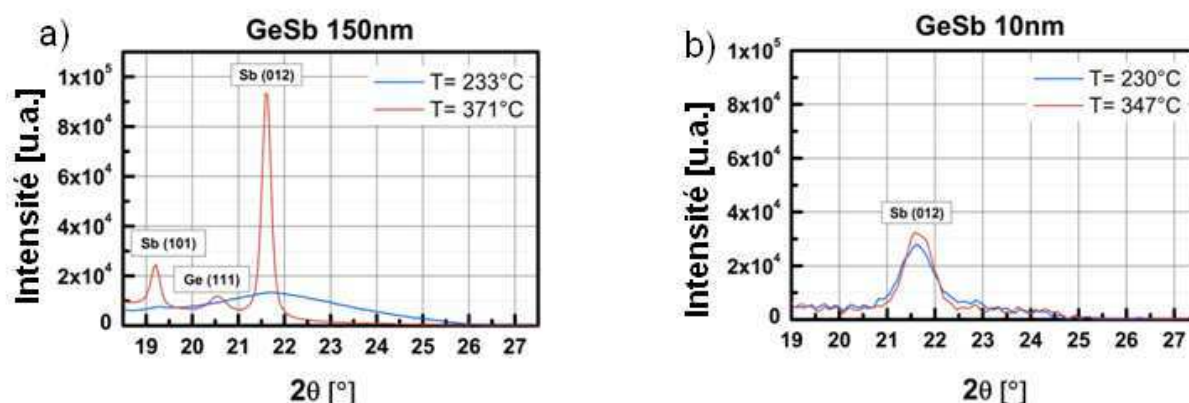 a)
GeSb 150nm
Intensité [u.a.]
1x10⁵
8x10⁴
6x10⁴
4x10⁴
2x10⁴
0
Sb (012)
T= 233°C
T= 371°C
Sb (101)
Ge (111)
19 20 21 22 23 24 25 26 27
2θ [°]
b)
GeSb 10nm
Intensité [u.a.]
1x10⁵
8x10⁴
6x10⁴
4x10⁴
2x10⁴
0
T= 230°C
T= 347°C
Sb (012)
19 20 21 22 23 24 25 26 27
2θ [°]